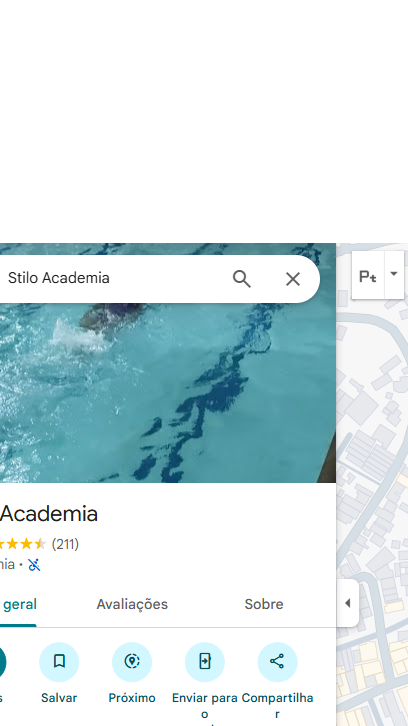 Stilo Academia
Pt
Academia
(211)
nia •
geral
Avaliações
Sobre
s
Salvar
Próximo
Enviar para o
Compartilhar